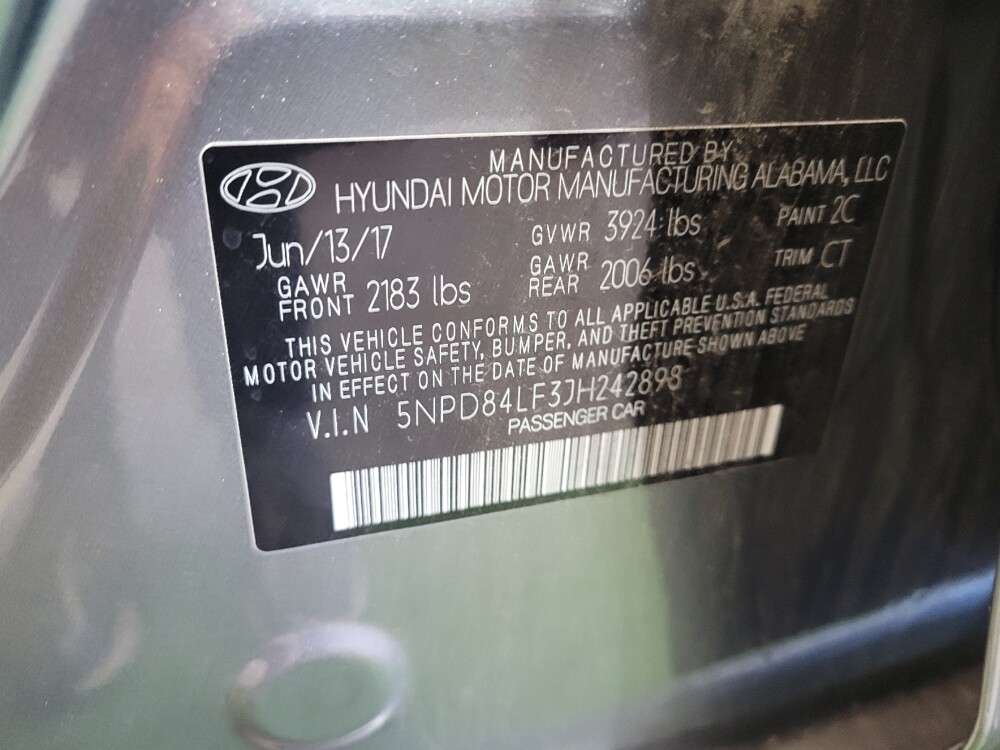 MANUFACTURED BY
HYUNDAI MOTOR MANUFACTURING ALABAMA, LLC
Jun/13/17 GVWR 3924 lbs PAINT 2C
GAWR FRONT 2183 lbs GAWR REAR 2006 lbs TRIM CT
THIS VEHICLE CONFORMS TO ALL APPLICABLE U.S.A. FEDERAL
MOTOR VEHICLE SAFETY, BUMPER, AND THEFT PREVENTION STANDARDS
IN EFFECT ON THE DATE OF MANUFACTURE SHOWN ABOVE
V.I.N 5NPD84LF3JH242898
PASSENGER CAR